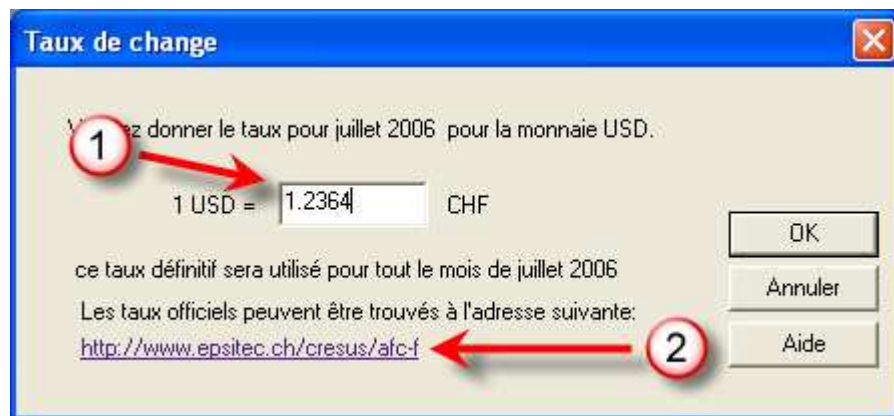 Taux de change
donner le taux pour juillet 2006 pour la monnaie USD.
1
1 USD = 1.2364 CHF
OK
ce taux définitif sera utilisé pour tout le mois de juillet 2006
Annuler
Les taux officiels peuvent être trouvés à l'adresse suivante:
http://www.epsitec.ch/cresus/afc-f
2
Aide